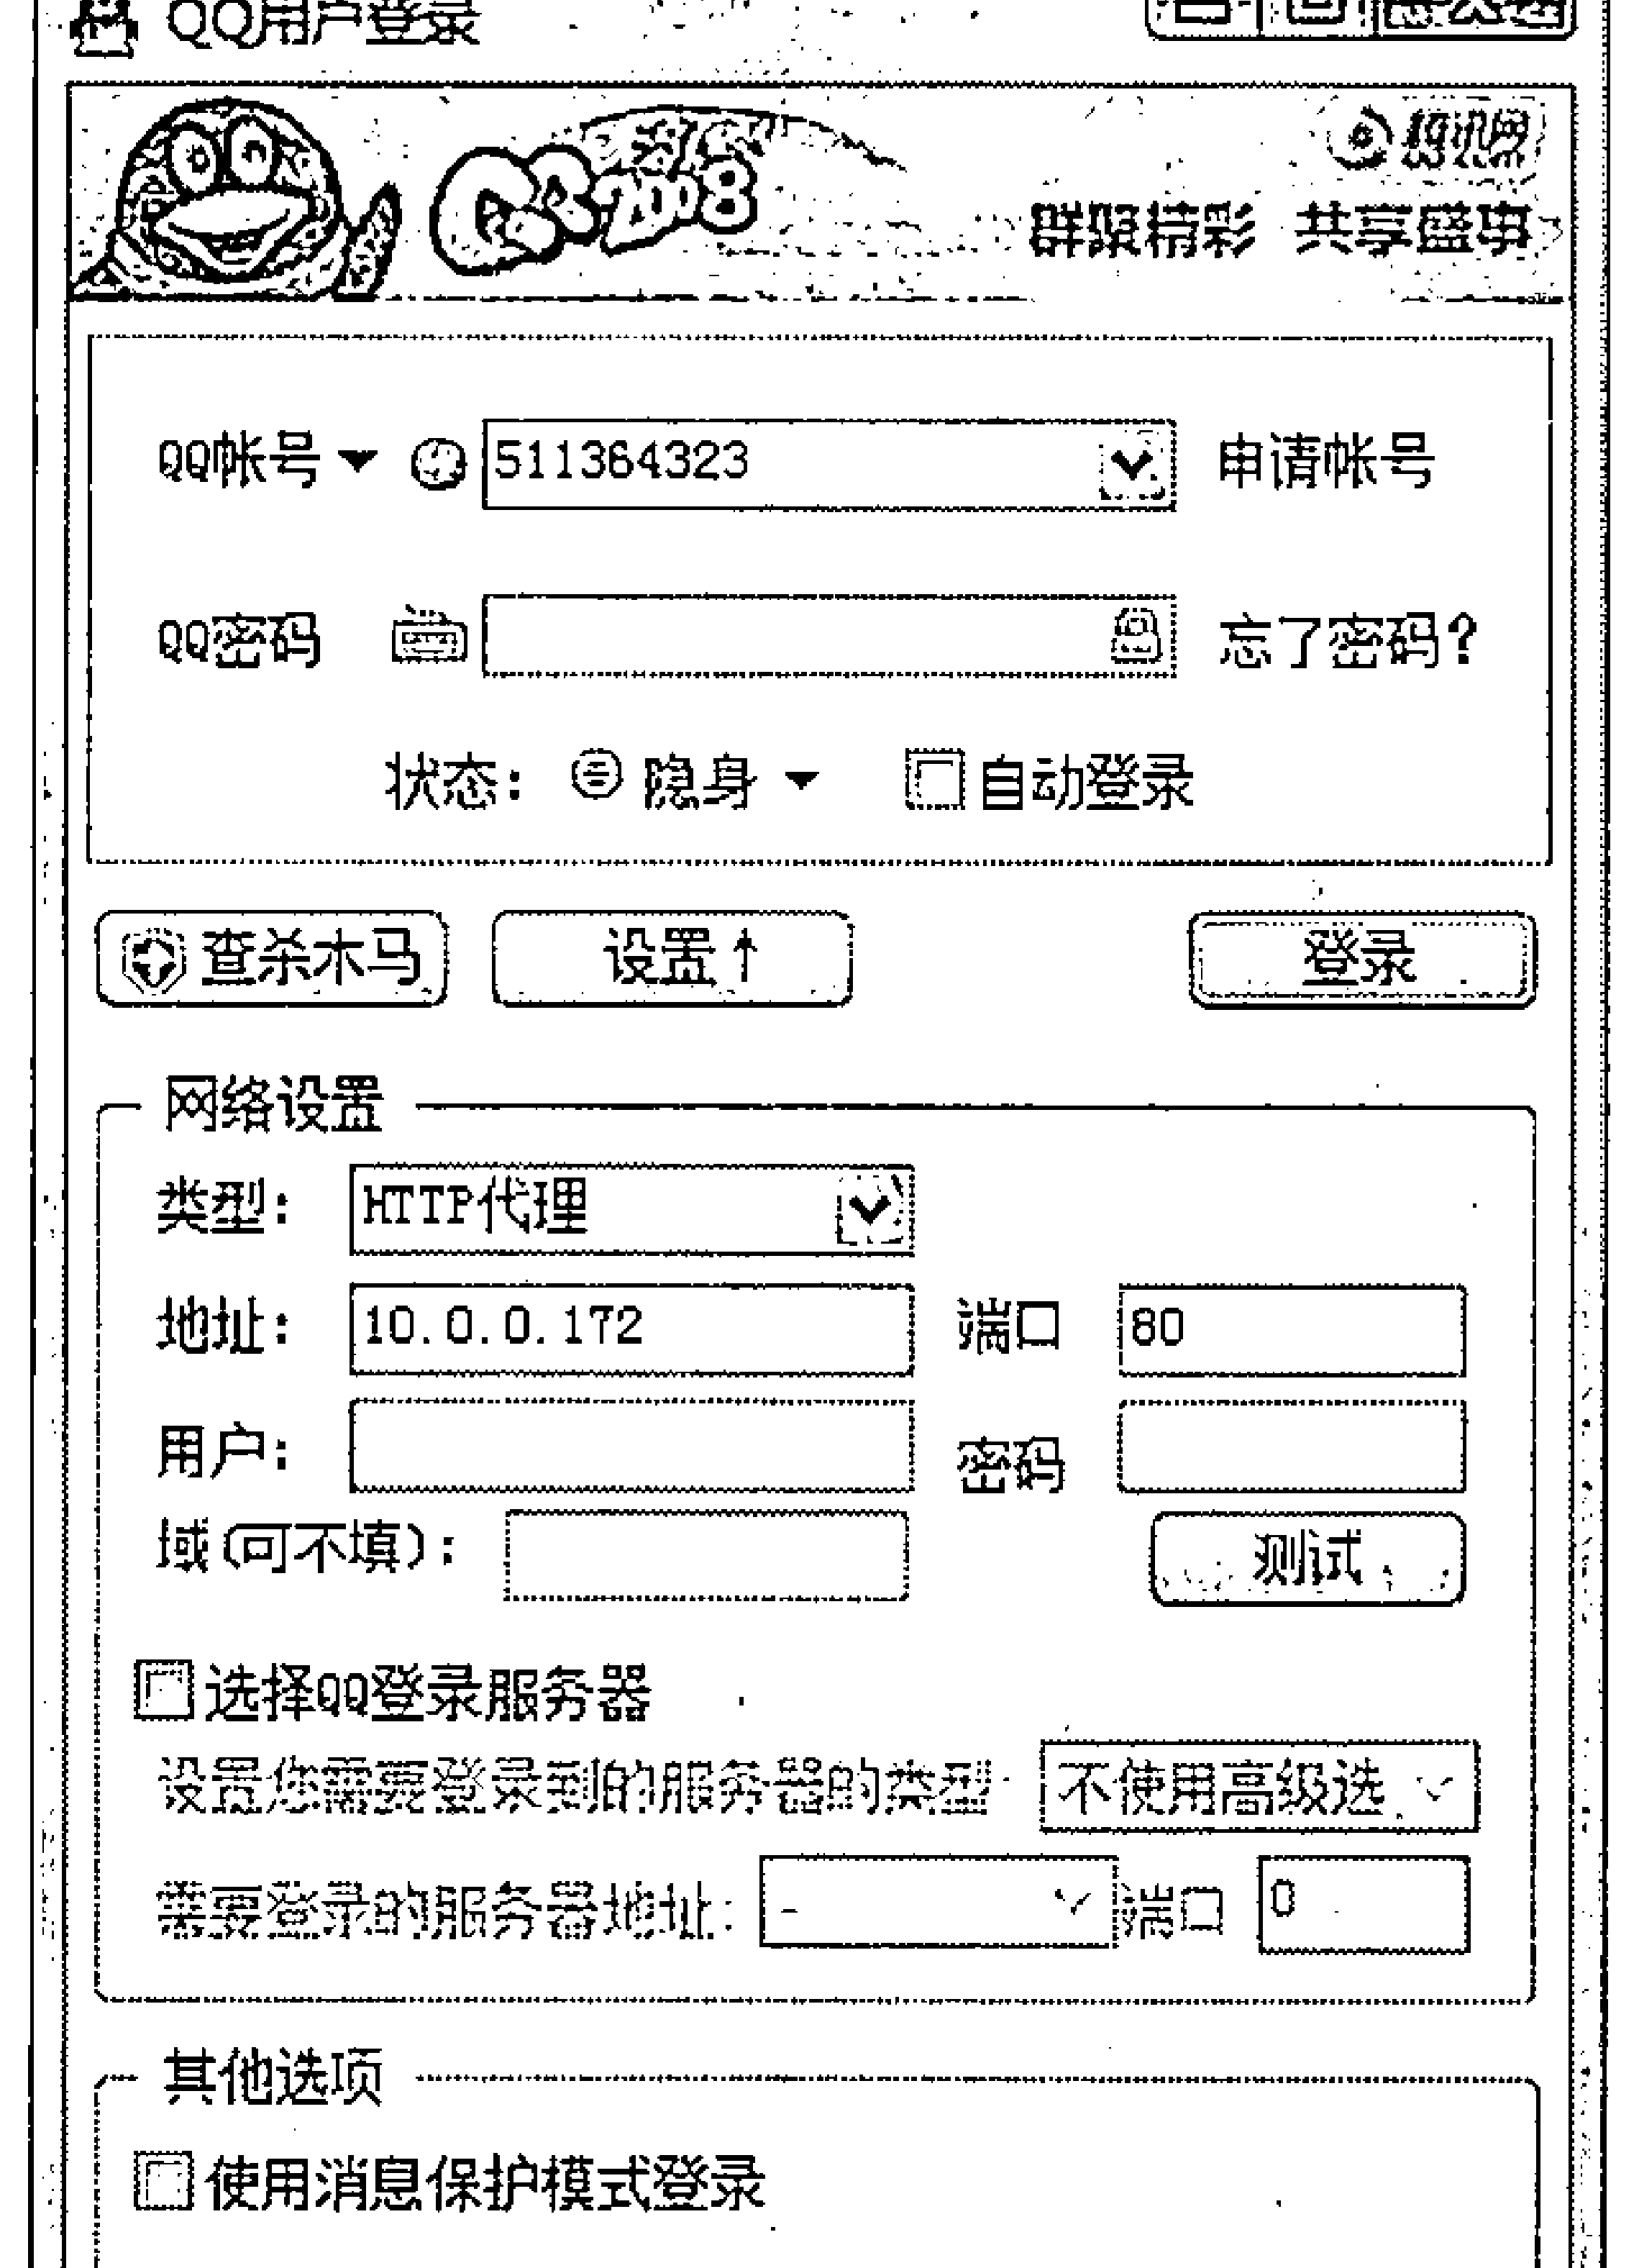 QQ用户登录
QQ2008
腾讯网
群聚精彩 共享盛事
QQ帐号 511364323 申请帐号
QQ密码 忘了密码?
状态: 隐身 自动登录
查杀木马 设置↑ 登录
网络设置
类型: HTTP代理
地址: 10.0.0.172 端口 80
用户: 密码
域(可不填): 测试
选择QQ登录服务器
设置您需要登录到的服务器的类型: 不使用高级选
需要登录的服务器地址: - 端口 0
其他选项
使用消息保护模式登录